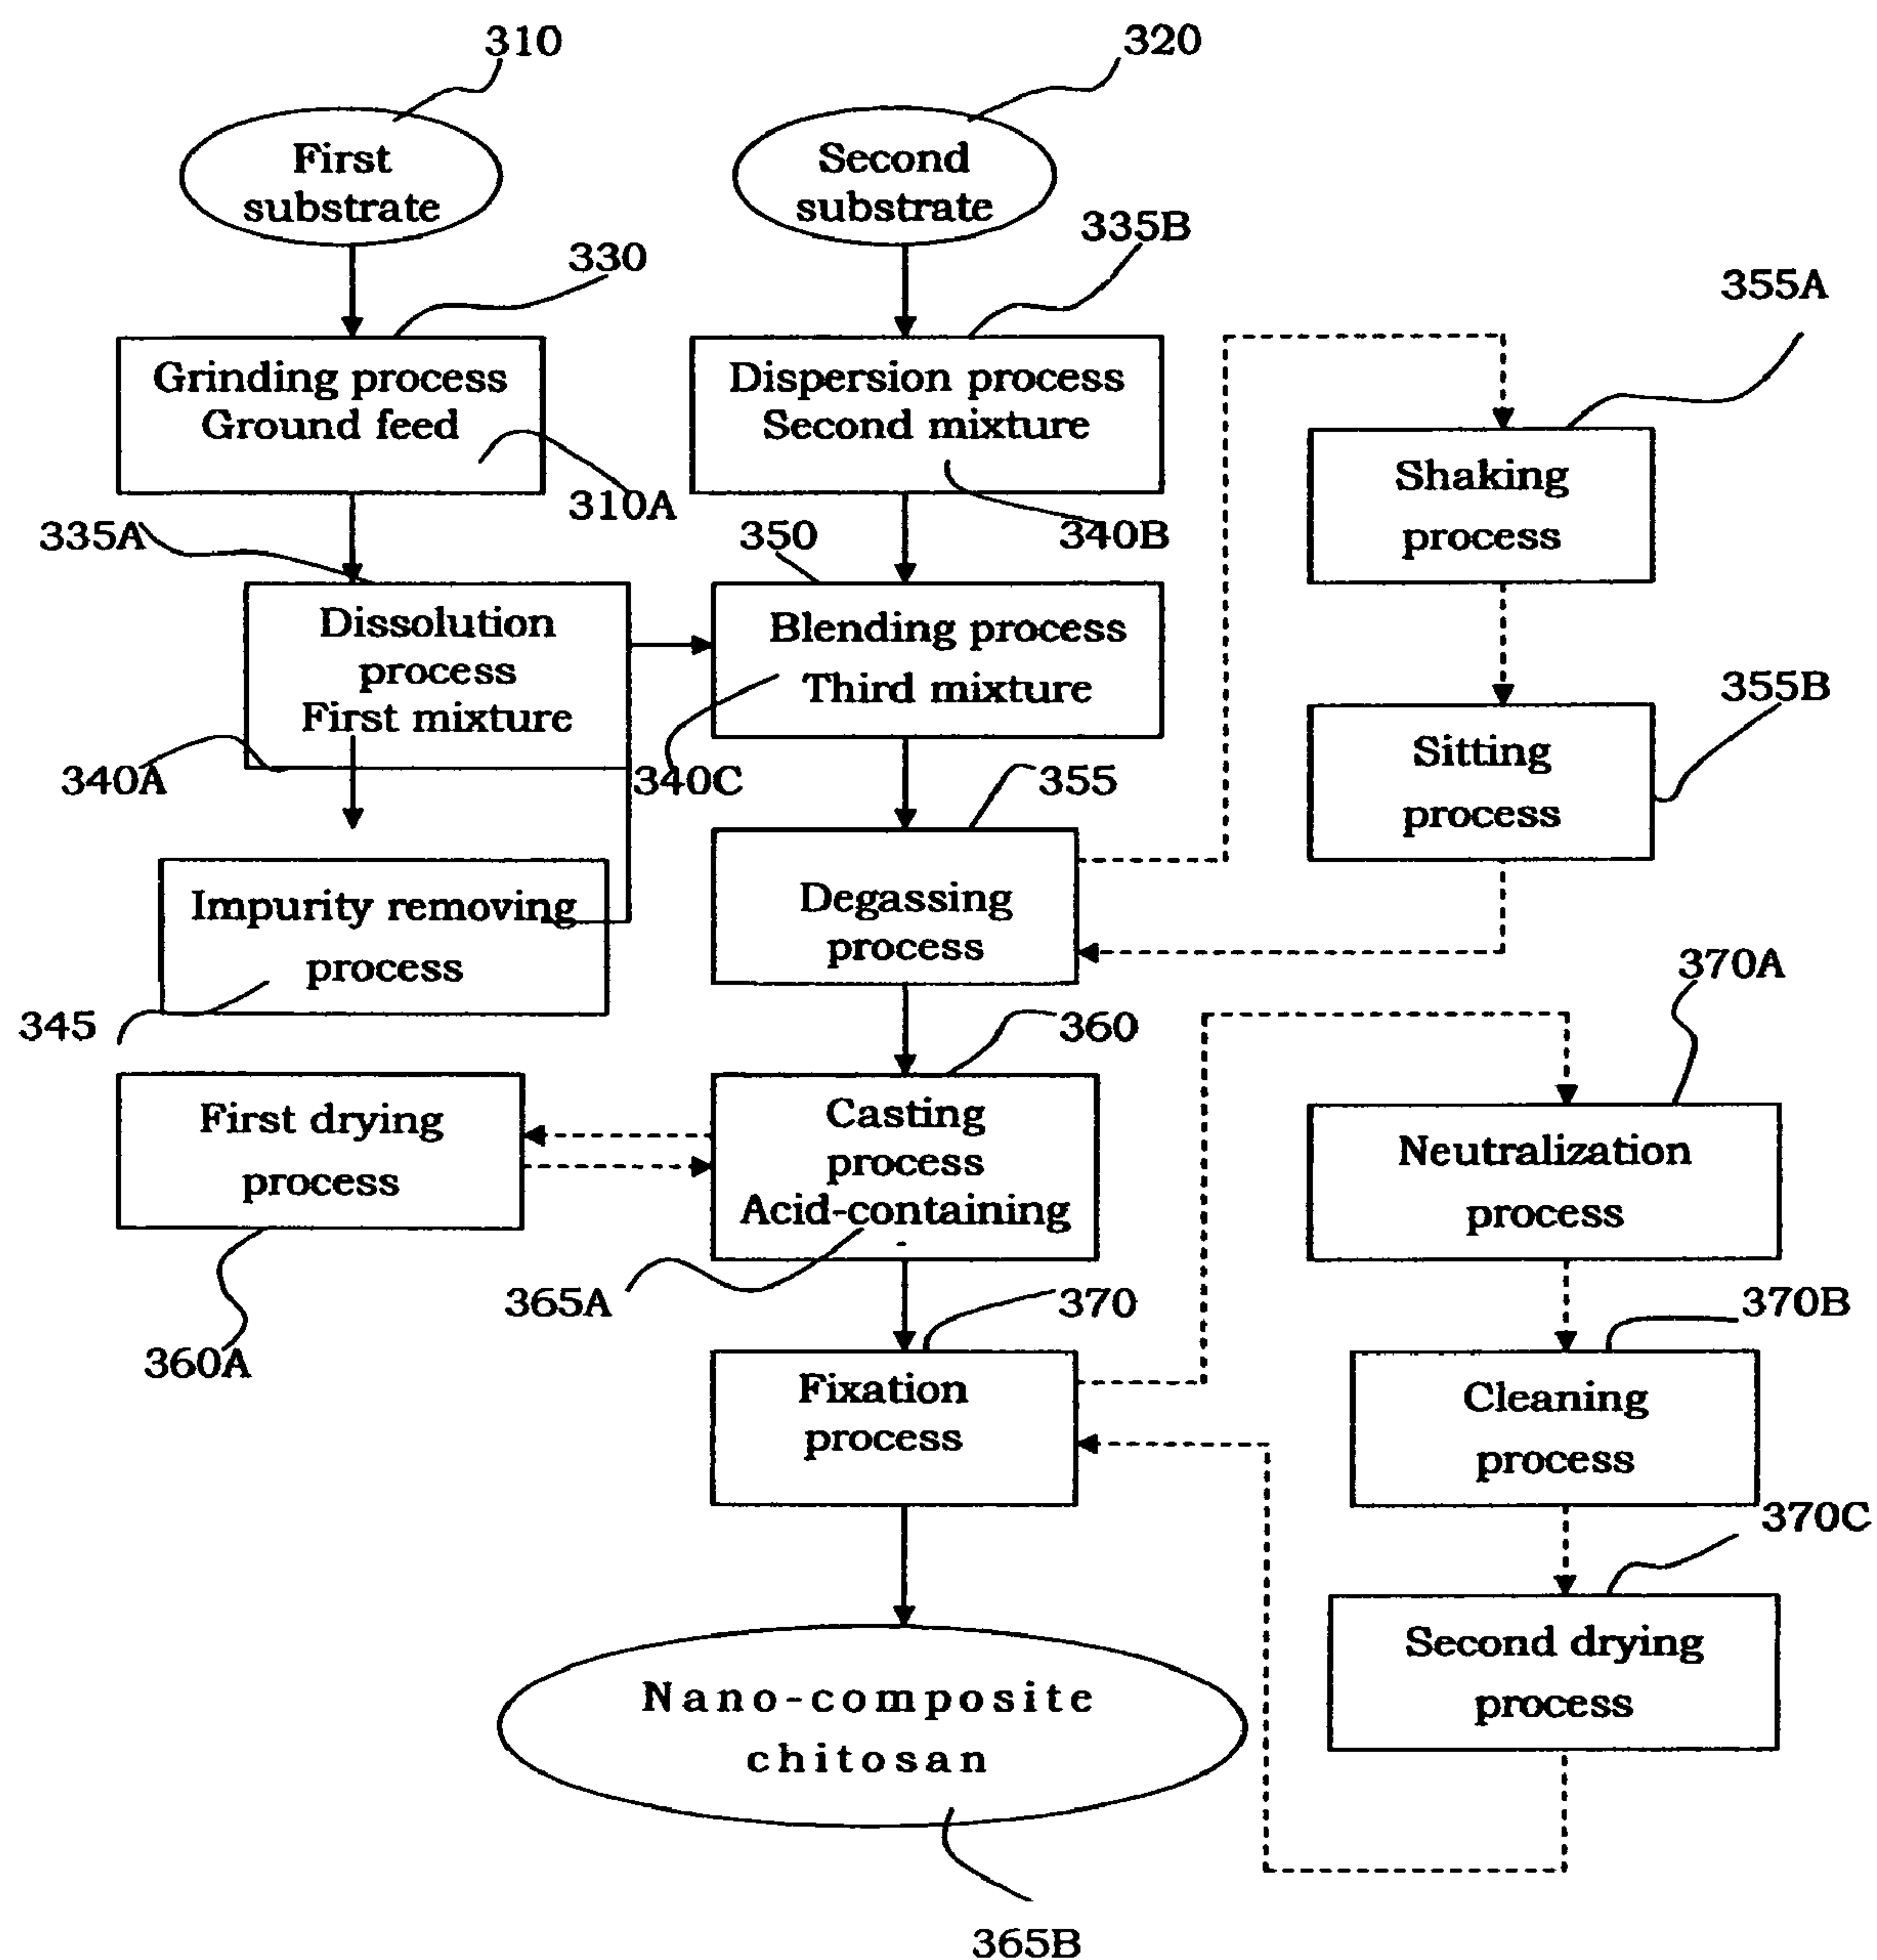 310
320
First
substrate
Second
substrate
330
335B
355A
Grinding process
Ground feed
Dispersion process
Second mixture
310A
335A
350
340B
Shaking
process
Dissolution
process
First mixture
Blending process
Third mixture
340A
340C
355
355B
Sitting
process
Impurity removing
process
Degassing
process
345
360
370A
First drying
process
Casting
process
Acid-containing
Neutralization
process
365A
370
370B
360A
Fixation
process
Cleaning
process
370C
Second drying
process
Nano-composite
chitosan
365B